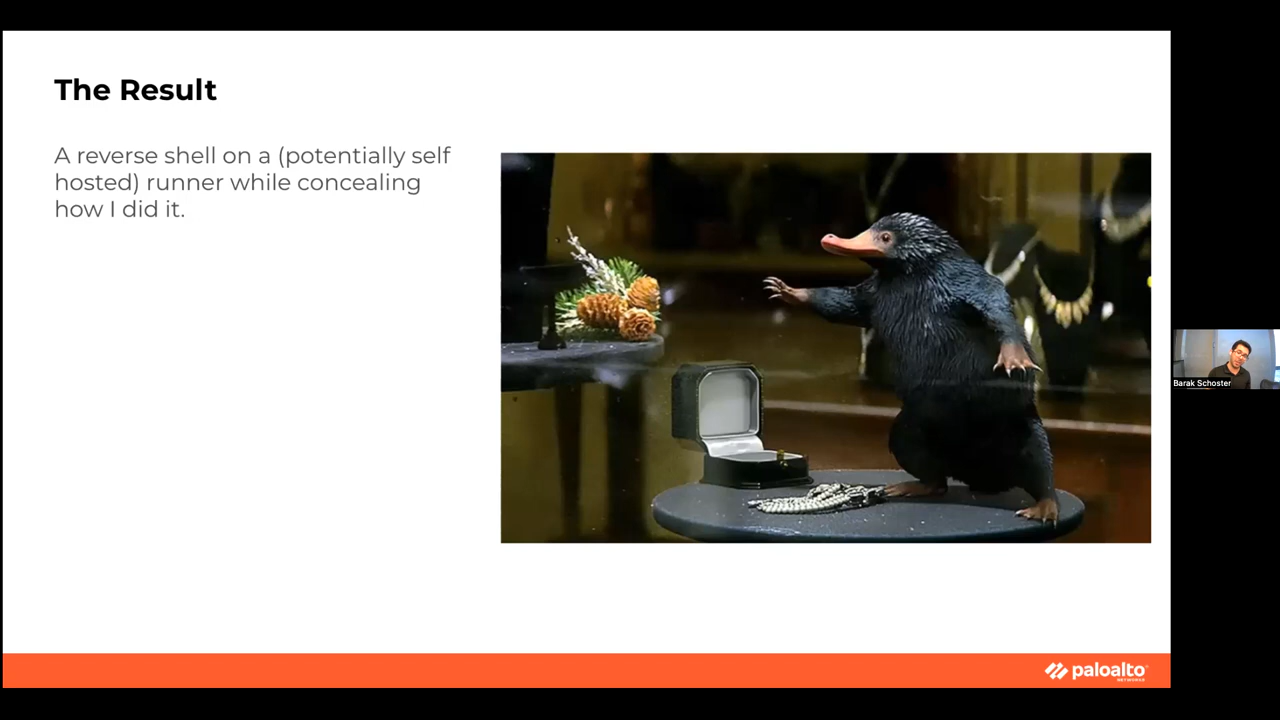 The Result
A reverse shell on a (potentially self
hosted) runner while concealing
how I did it.
Barak Schoster
paloalto
NETWORKS